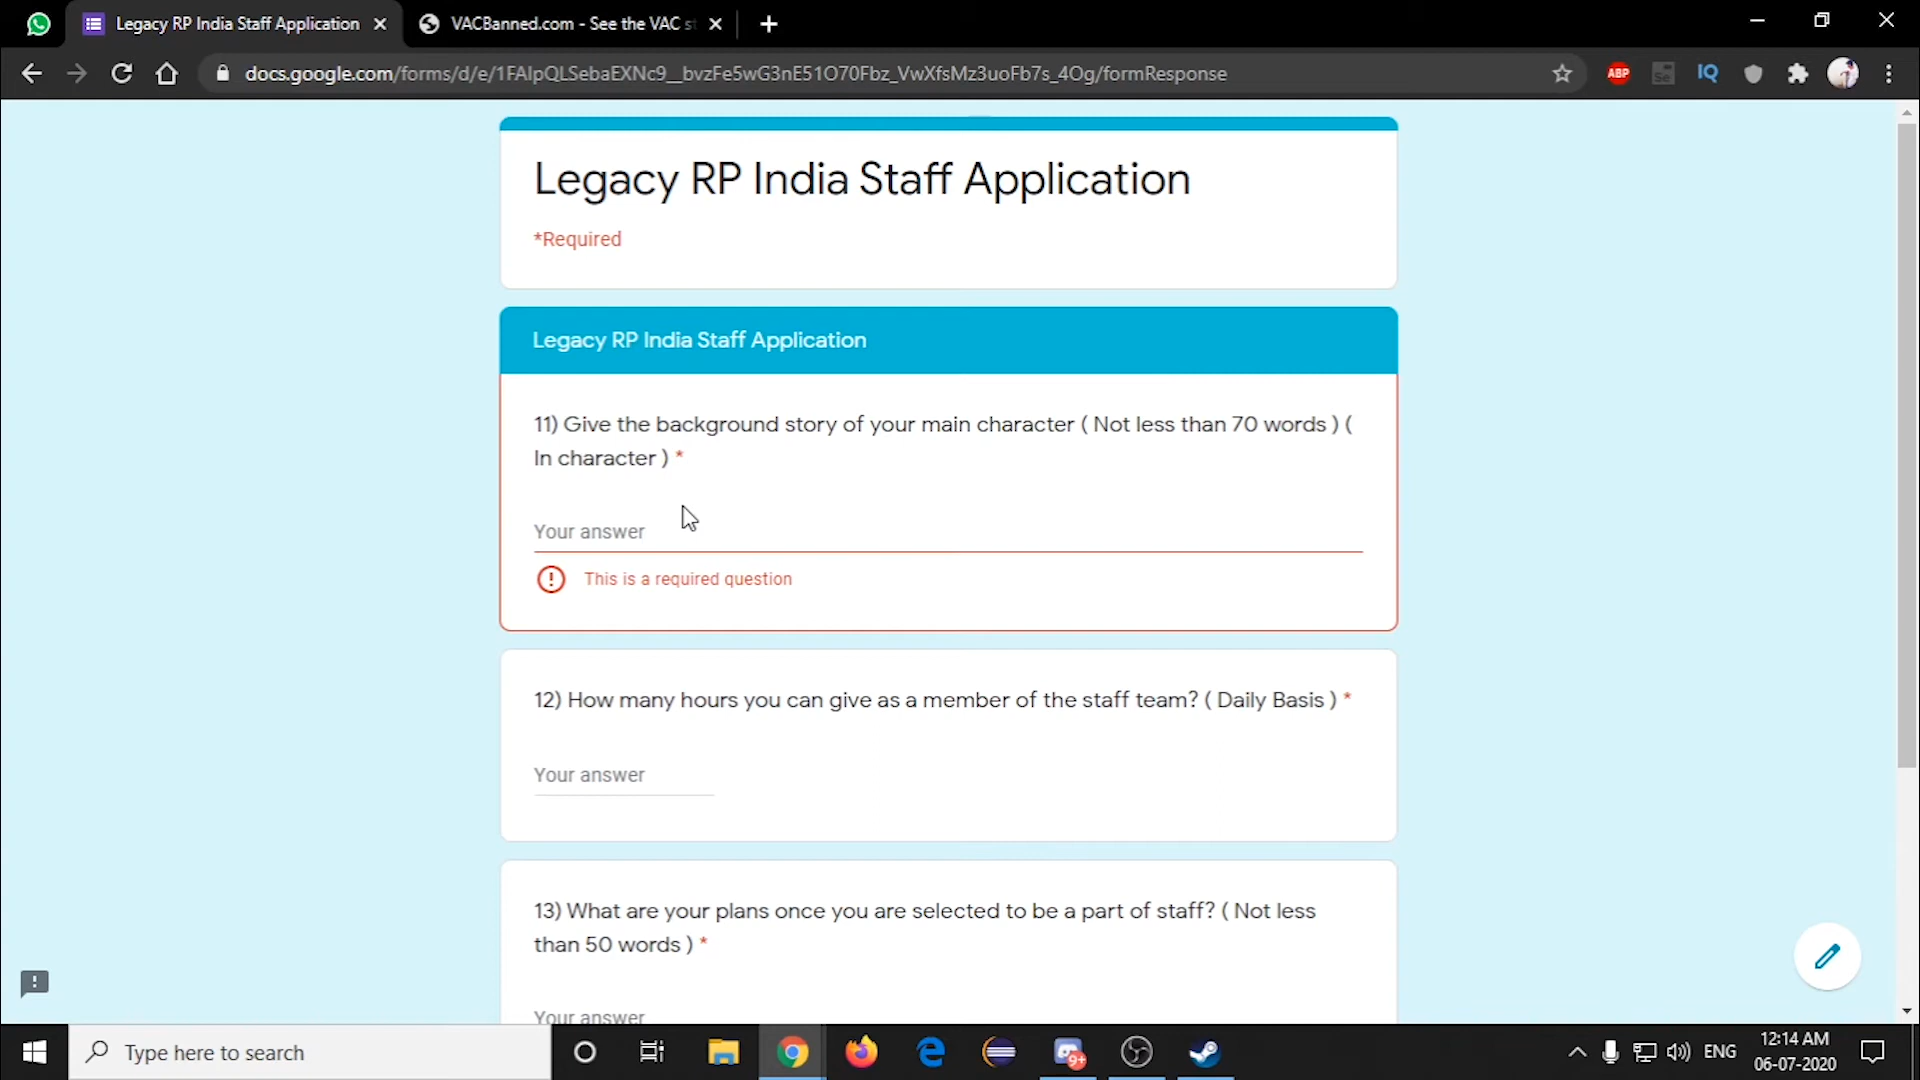 Legacy RP India Staff Application
VACBanned.com - See the VAC st
docs.google.com/forms/d/e/1FAIpQLSebaEXNc9__bvzFe5wG3nE51O70Fbz_VwXfsMz3uoFb7s_4Og/formResponse
ABP
Se
IQ
Legacy RP India Staff Application
*Required
Legacy RP India Staff Application
11) Give the background story of your main character ( Not less than 70 words ) (
In character ) *
Your answer
! This is a required question
12) How many hours you can give as a member of the staff team? ( Daily Basis ) *
Your answer
13) What are your plans once you are selected to be a part of staff? ( Not less
than 50 words ) *
Your answer
Type here to search
9+
ENG
12:14 AM
06-07-2020